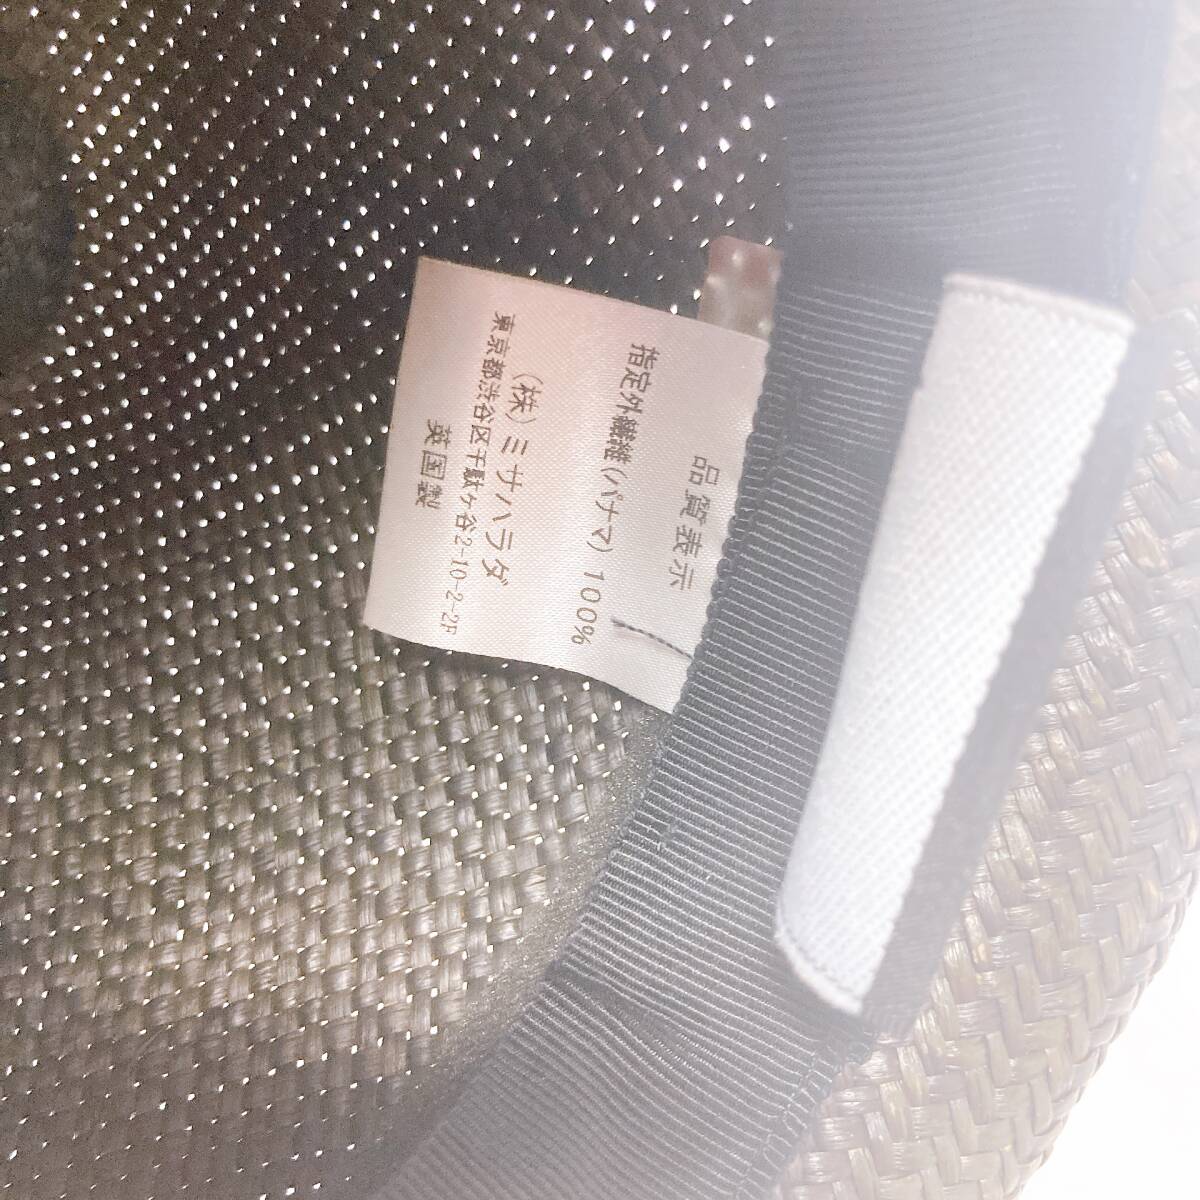 品質表示
指定外繊維(パナマ) 100%
(株)ミサハラダ
東京都渋谷区千駄ヶ谷2-10-2-2F
英国製